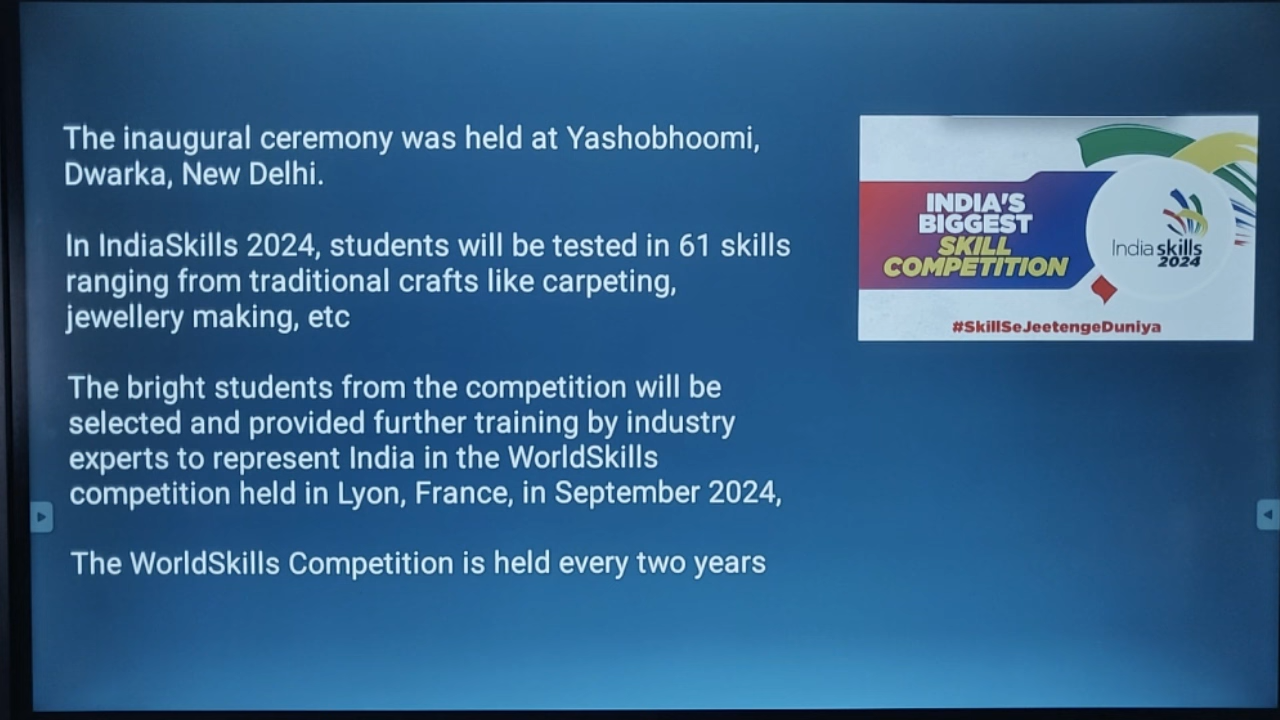 The inaugural ceremony was held at Yashobhoomi,
Dwarka, New Delhi.
In IndiaSkills 2024, students will be tested in 61 skills
ranging from traditional crafts like carpeting,
jewellery making, etc
The bright students from the competition will be
selected and provided further training by industry
experts to represent India in the WorldSkills
competition held in Lyon, France, in September 2024,
The WorldSkills Competition is held every two years
INDIA'S
BIGGEST
SKILL
COMPETITION
India skills
2024
#SkillSeJeetengeDuniya